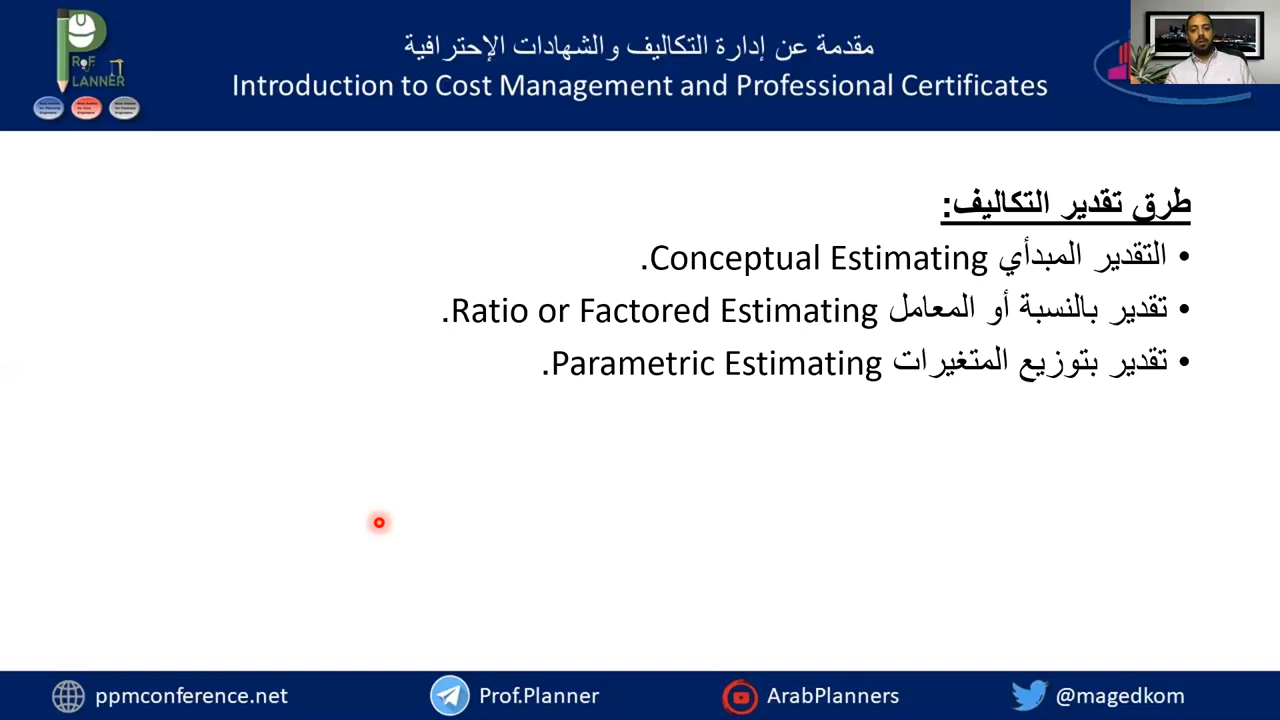 مقدمة عن إدارة التكاليف والشهادات الإحترافية
Introduction to Cost Management and Professional Certificates
Prof.
PLANNER
طرق تقدير التكاليف:
• التقدير المبدأي Conceptual Estimating.
• تقدير بالنسبة أو المعامل Ratio or Factored Estimating.
• تقدير بتوزيع المتغيرات Parametric Estimating.
ppmconference.net
Prof.Planner
ArabPlanners
@magedkom